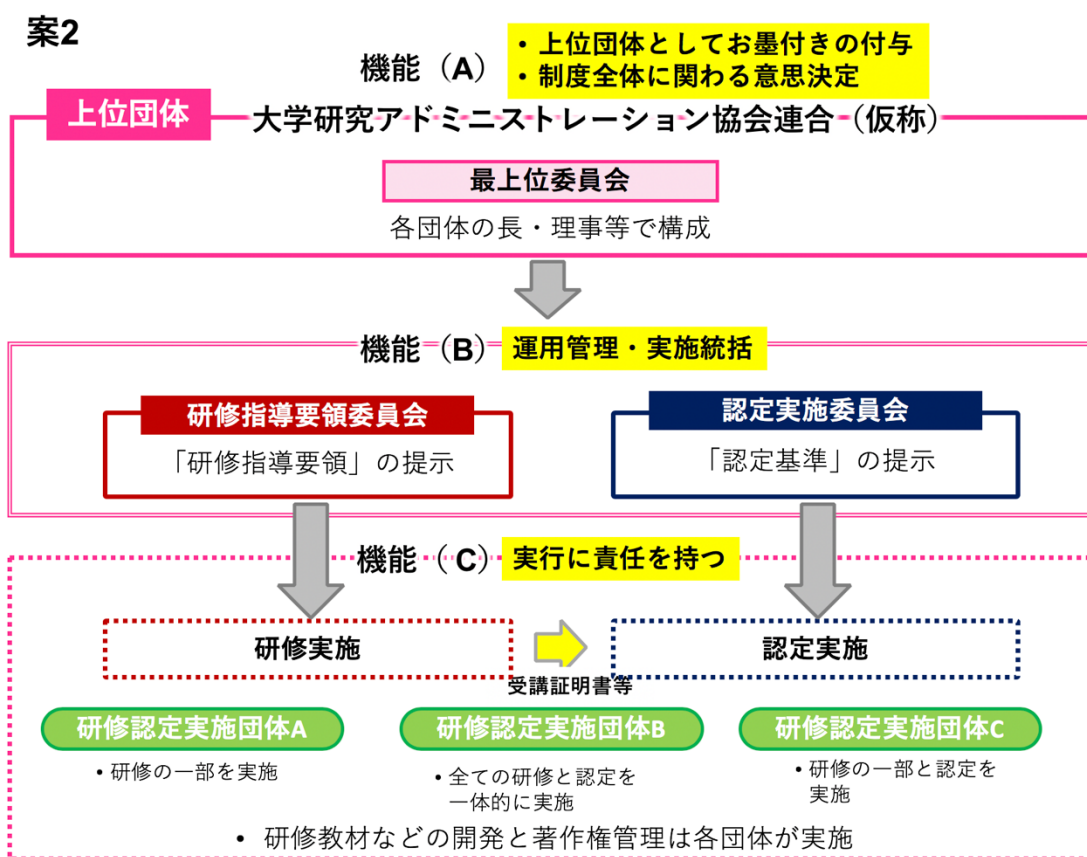 案2
機能（A）
• 上位団体としてお墨付きの付与
• 制度全体に関わる意思決定
上位団体
大学研究アドミニストレーション協会連合（仮称）
最上位委員会
各団体の長・理事等で構成
機能（B）
運用管理・実施統括
研修指導要領委員会
「研修指導要領」の提示
認定実施委員会
「認定基準」の提示
機能（C）
実行に責任を持つ
研修実施
認定実施
受講証明書等
研修認定実施団体A
• 研修の一部を実施
研修認定実施団体B
• 全ての研修と認定を
一体的に実施
研修認定実施団体C
• 研修の一部と認定を
実施
• 研修教材などの開発と著作権管理は各団体が実施